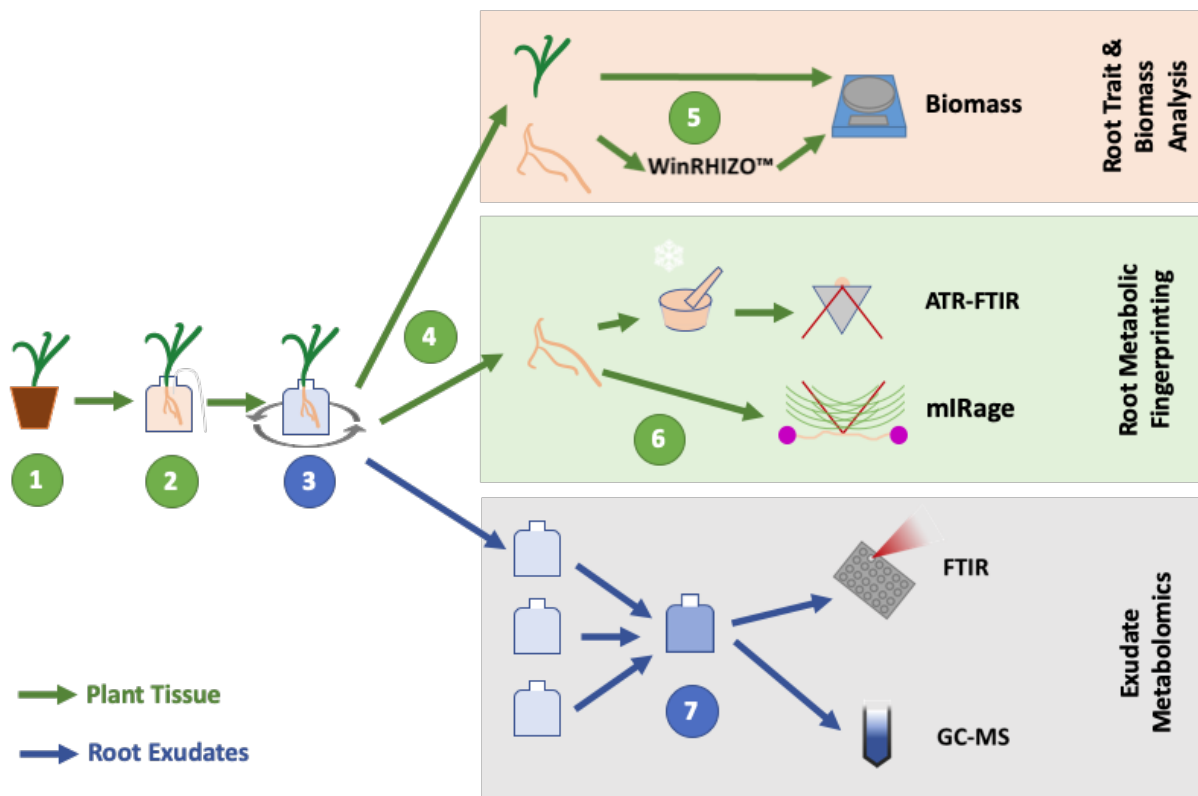 1
2
3
4
5
WinRHIZO™
Biomass
Root Trait &
Biomass
Analysis
6
ATR-FTIR
mIRage
Root Metabolic
Fingerprinting
7
FTIR
GC-MS
Exudate
Metabolomics
Plant Tissue
Root Exudates